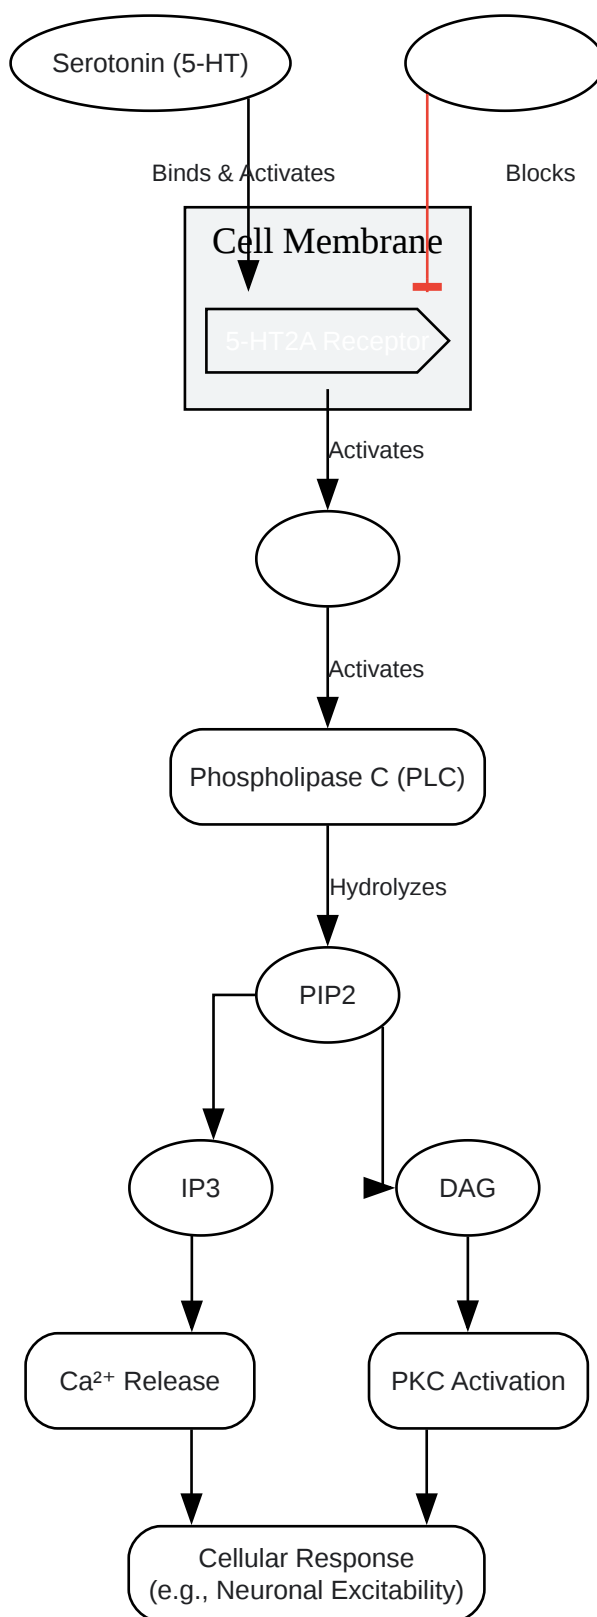 Serotonin (5-HT)
Binds & Activates
Blocks
Cell Membrane
5-HT2A Receptor
Activates
Activates
Phospholipase C (PLC)
Hydrolyzes
PIP2
IP3
DAG
Ca²⁺ Release
PKC Activation
Cellular Response
(e.g., Neuronal Excitability)